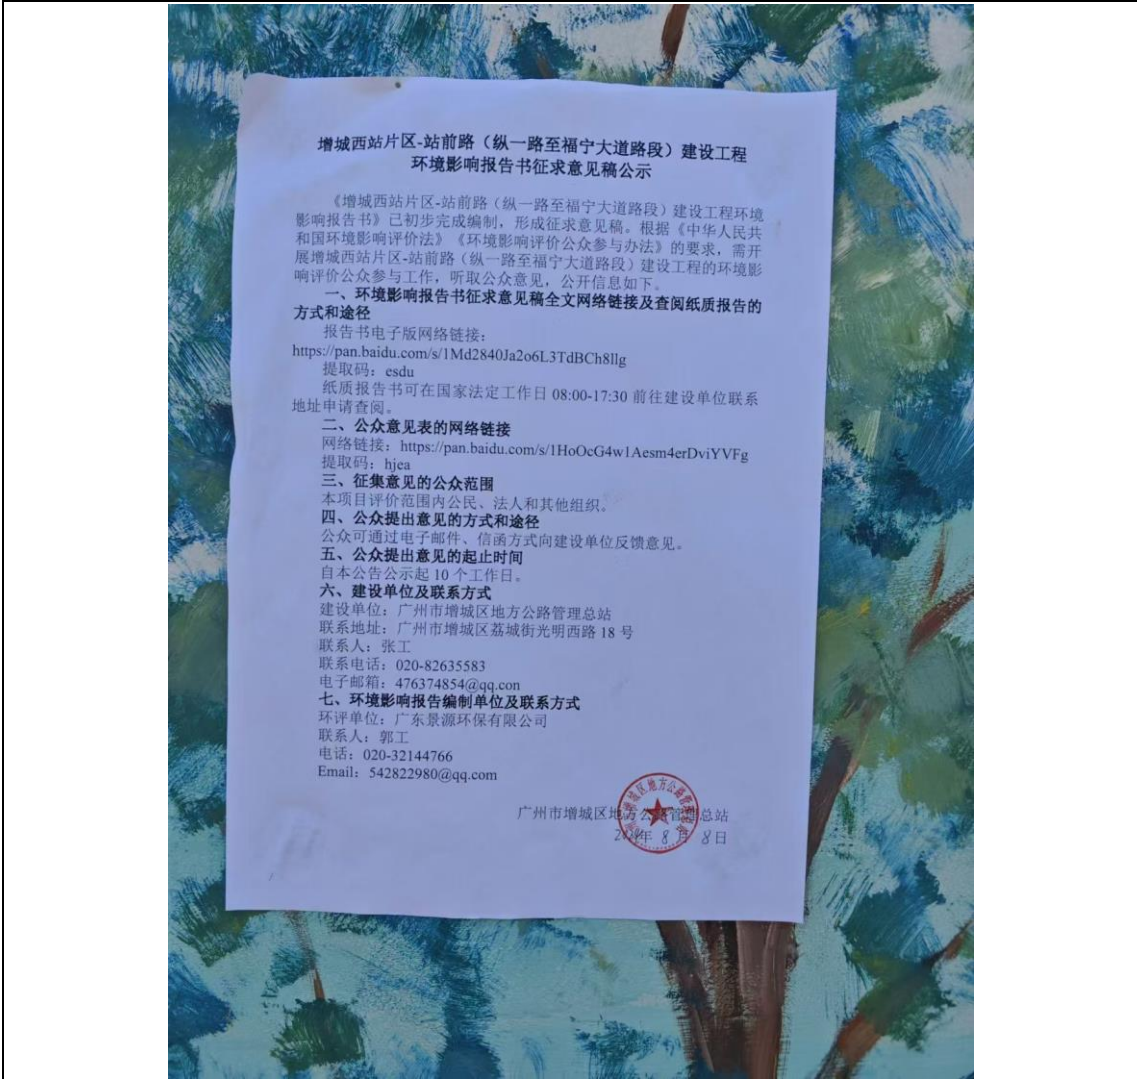 增城西站片区-站前路（纵一路至福宁大道路段）建设工程
环境影响报告书征求意见稿公示
《增城西站片区-站前路（纵一路至福宁大道路段）建设工程环境
影响报告书》已初步完成编制，形成征求意见稿。根据《中华人民共
和国环境影响评价法》《环境影响评价公众参与办法》的要求，需开
展增城西站片区-站前路（纵一路至福宁大道路段）建设工程的环境影
响评价公众参与工作，听取公众意见，公开信息如下。
一、环境影响报告书征求意见稿全文网络链接及查阅纸质报告的
方式和途径
报告书电子版网络链接：
https://pan.baidu.com/s/1Md2840Ja2o6L3TdBCh8llg
提取码：esdu
纸质报告书可在国家法定工作日 08:00-17:30 前往建设单位联系
地址申请查阅。
二、公众意见表的网络链接
网络链接：https://pan.baidu.com/s/1HoOcG4w1Aesm4erDviYVFg
提取码：hjea
三、征集意见的公众范围
本项目评价范围内公民、法人和其他组织。
四、公众提出意见的方式和途径
公众可通过电子邮件、信函方式向建设单位反馈意见。
五、公众提出意见的起止时间
自本公告公示起 10 个工作日。
六、建设单位及联系方式
建设单位：广州市增城区地方公路管理总站
联系地址：广州市增城区荔城街光明西路 18 号
联系人：张工
联系电话：020-82635583
电子邮箱：476374854@qq.con
七、环境影响报告编制单位及联系方式
环评单位：广东景源环保有限公司
联系人：郭工
电话：020-32144766
Email：542822980@qq.com
广州市增城区地方公路管理总站
年 8 月 8 日